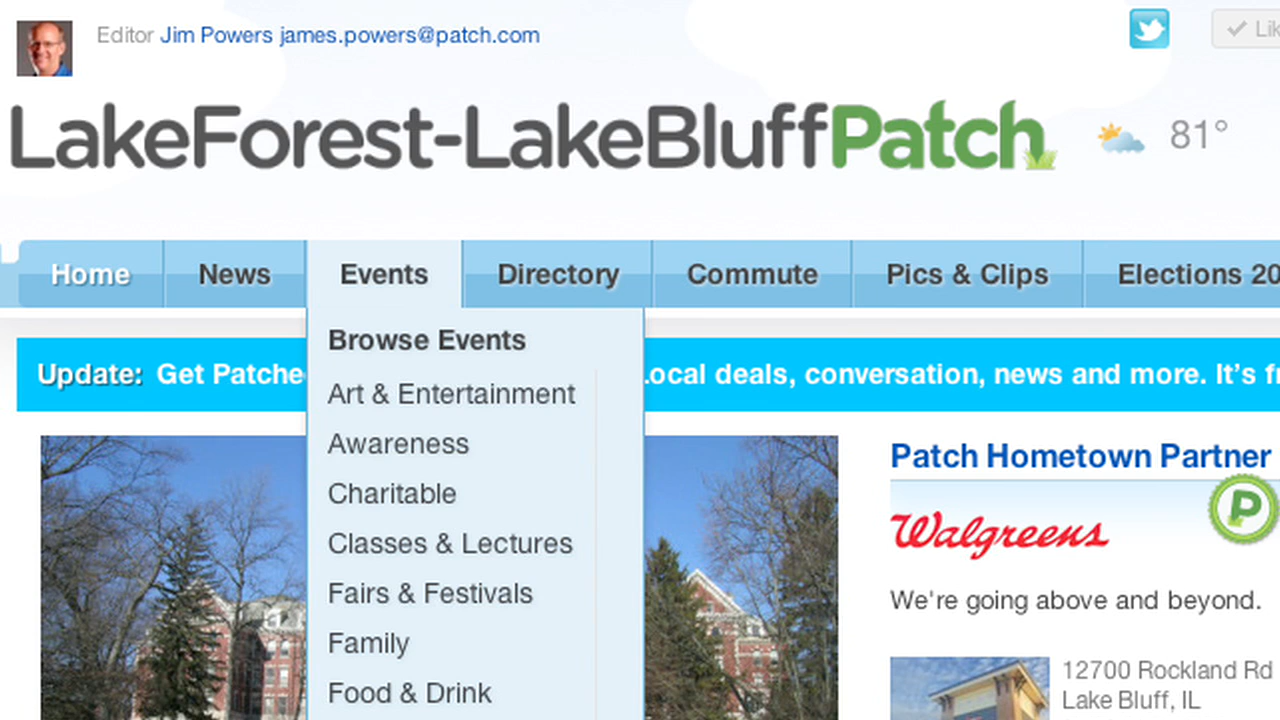 Editor Jim Powers james.powers@patch.com
LakeForest-LakeBluffPatch 81°
Home News Events Directory Commute Pics & Clips Elections
Browse Events
Update: Get deals, conversation, news and more. It's
Art & Entertainment
Awareness
Charitable
Classes & Lectures
Fairs & Festivals
Family
Food & Drink
Patch Hometown Partner
P
Walgreens
We're going above and beyond.
12700 Rockland Rd
Lake Bluff, IL